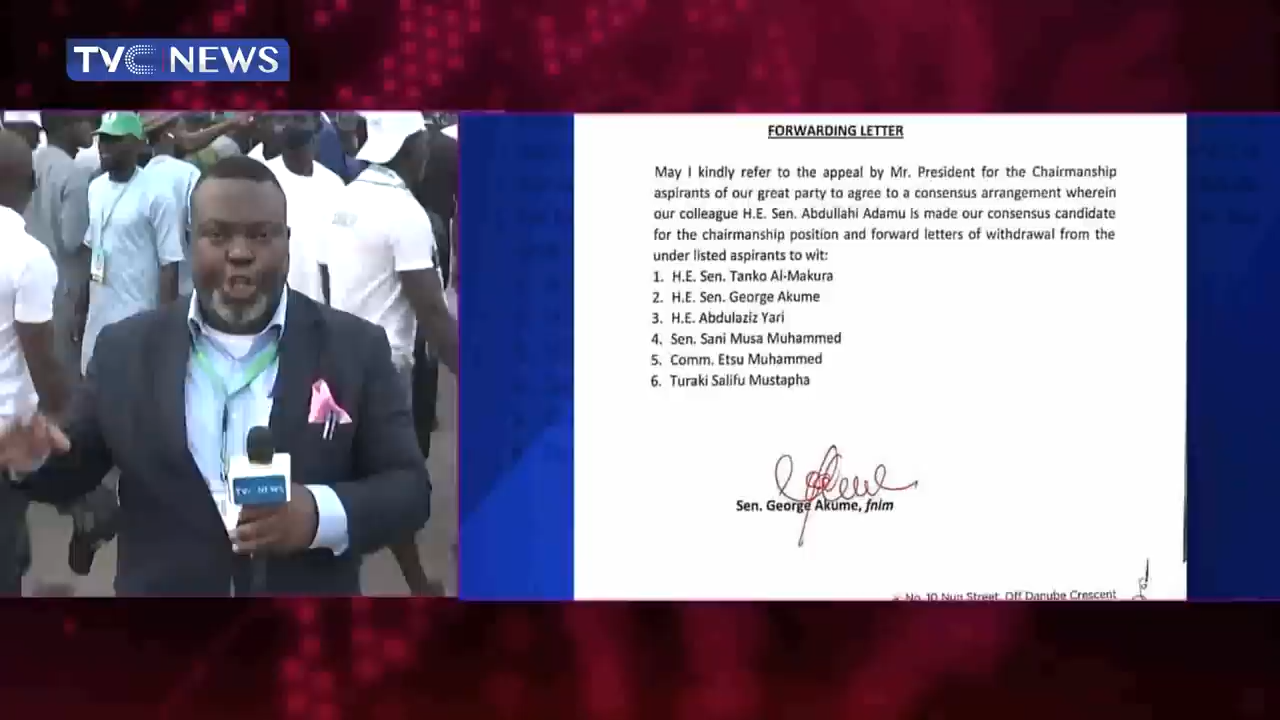 TVC NEWS
FORWARDING LETTER
May I kindly refer to the appeal by Mr. President for the Chairmanship
aspirants of our great party to agree to a consensus arrangement wherein
our colleague H.E. Sen. Abdullahi Adamu is made our consensus candidate
for the chairmanship position and forward letters of withdrawal from the
under listed aspirants to wit:
1. H.E. Sen. Tanko Al-Makura
2. H.E. Sen. George Akume
3. H.E. Abdulaziz Yari
4. Sen. Sani Musa Muhammed
5. Comm. Etsu Muhammed
6. Turaki Salifu Mustapha
Sen. George Akume, fnim
No. 10 Nun Street, Off Danube Crescent
TVC NEWS